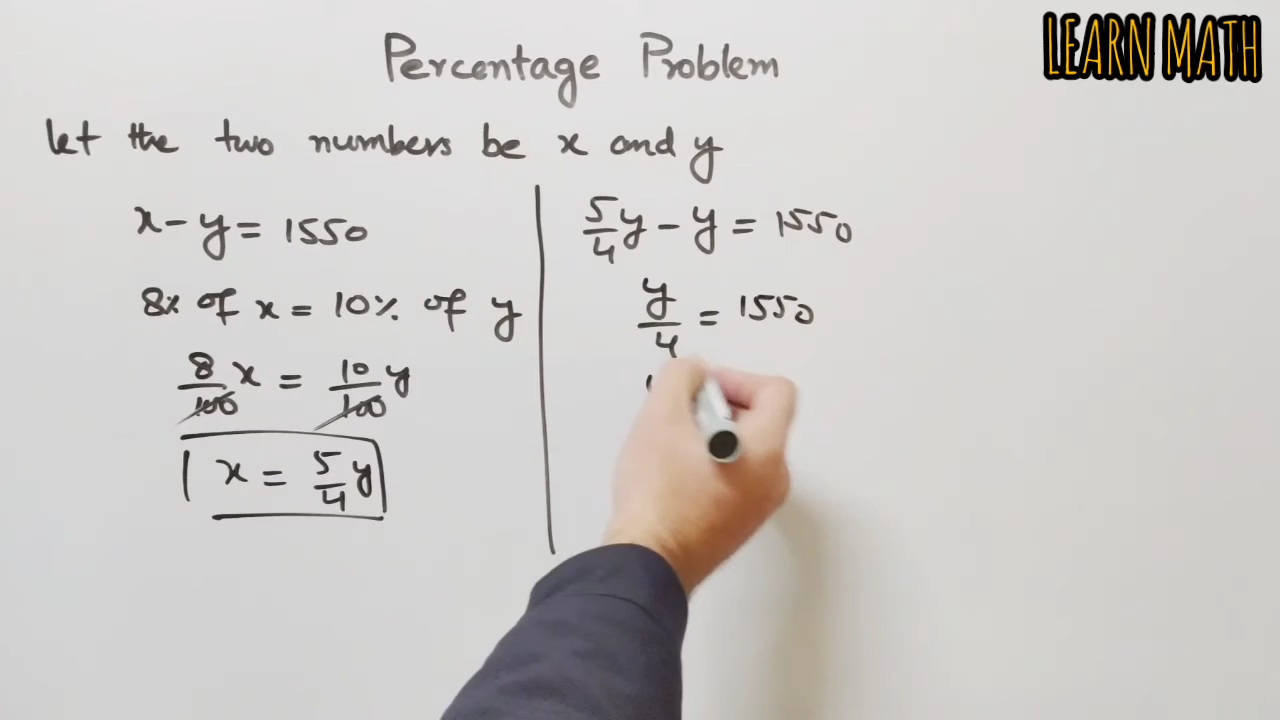 LEARN MATH
Percentage Problem
let the two numbers be x and y
x - y = 1550
8% of x = 10% of y
8/100 x = 10/100 y
x = 5/4 y
5/4 y - y = 1550
y/4 = 1550